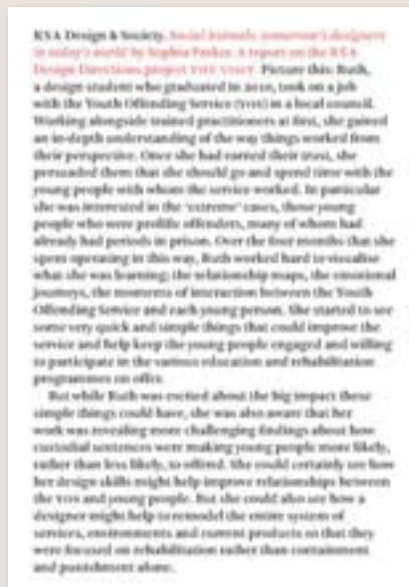 RSA Design & Society. Social Animals: tomorrow's designers
in today's world by Sophia Parker. A report on the RSA
Design Directions project THE VISIT. Picture this: Ruth,
a design student who graduated in 2010, took on a job
with the Youth Offending Service (YOS) in a local council.
Working alongside trained practitioners at first, she gained
an in-depth understanding of the way things worked from
their perspective. Once she had earned their trust, she
persuaded them that she should go and spend time with the
young people with whom the service worked. In particular
she was interested in the 'extreme' cases, those young
people who were prolific offenders, many of whom had
already had periods in prison. Over the four months that she
spent operating in this way, Ruth worked hard to visualise
what she was learning: the relationship maps, the emotional
journeys, the moments of interaction between the Youth
Offending Service and each young person. She started to see
some very quick and simple things that could improve the
service and help keep the young people engaged and willing
to participate in the various education and rehabilitation
programmes on offer.
But while Ruth was excited about the big impact these
simple things could have, she was also aware that her
work was revealing more challenging findings about how
custodial sentences were making young people more likely,
rather than less likely, to offend. She could certainly see how
her design skills might help improve relationships between
the YOS and young people. But she could also see how a
designer might help to remodel the entire system of
services, environments and current products so that they
were focused on rehabilitation rather than containment
and punishment alone.